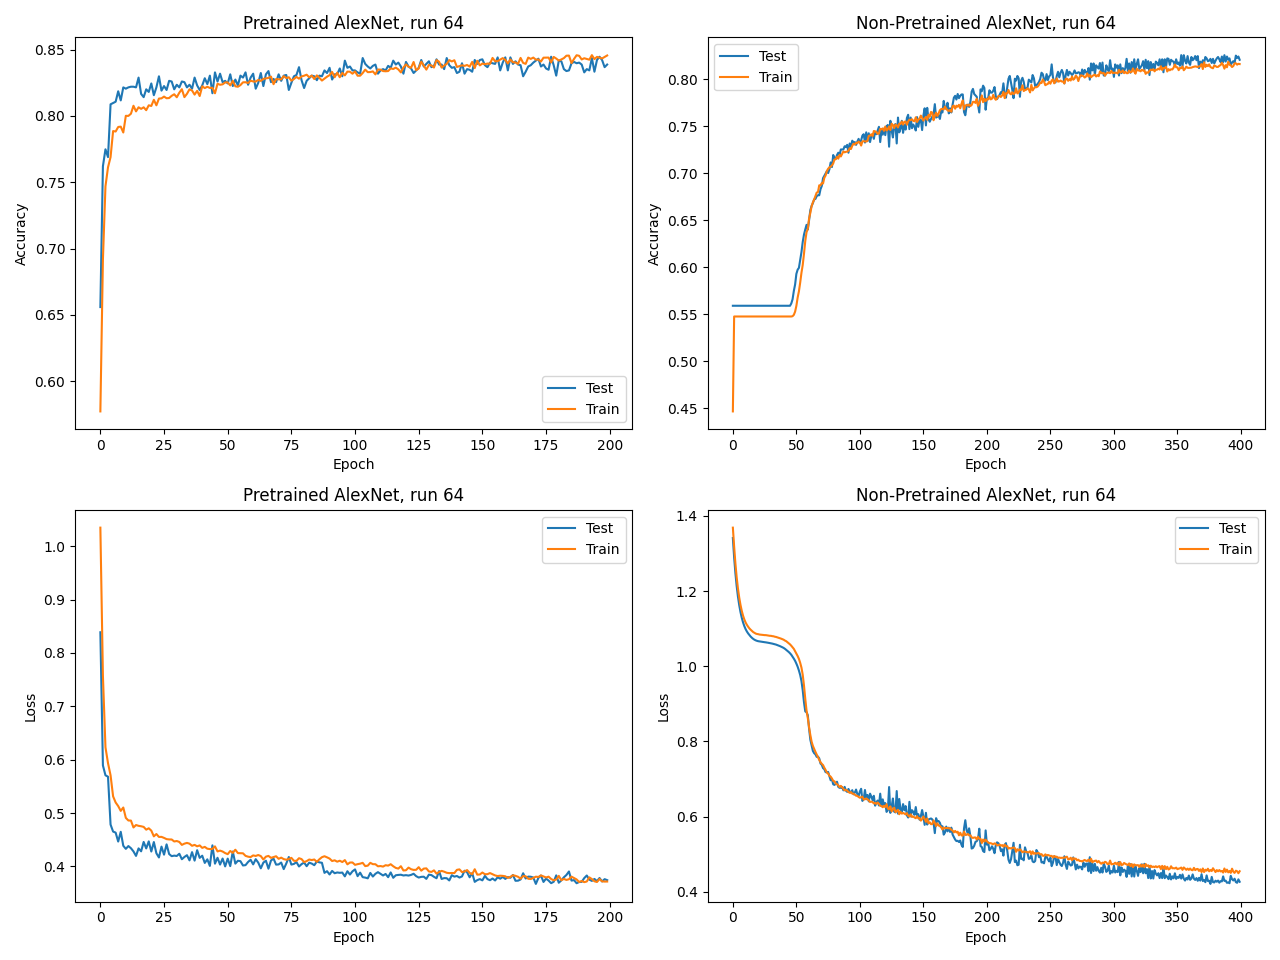 Pretrained AlexNet, run 64
0.85
0.80
0.75
0.70
0.65
0.60
Accuracy
Test
Train
0 25 50 75 100 125 150 175 200
Epoch
Non-Pretrained AlexNet, run 64
Test
Train
0.80
0.75
0.70
0.65
0.60
0.55
0.50
0.45
Accuracy
0 50 100 150 200 250 300 350 400
Epoch
Pretrained AlexNet, run 64
Test
Train
1.0
0.9
0.8
0.7
0.6
0.5
0.4
Loss
0 25 50 75 100 125 150 175 200
Epoch
Non-Pretrained AlexNet, run 64
Test
Train
1.4
1.2
1.0
0.8
0.6
0.4
Loss
0 50 100 150 200 250 300 350 400
Epoch